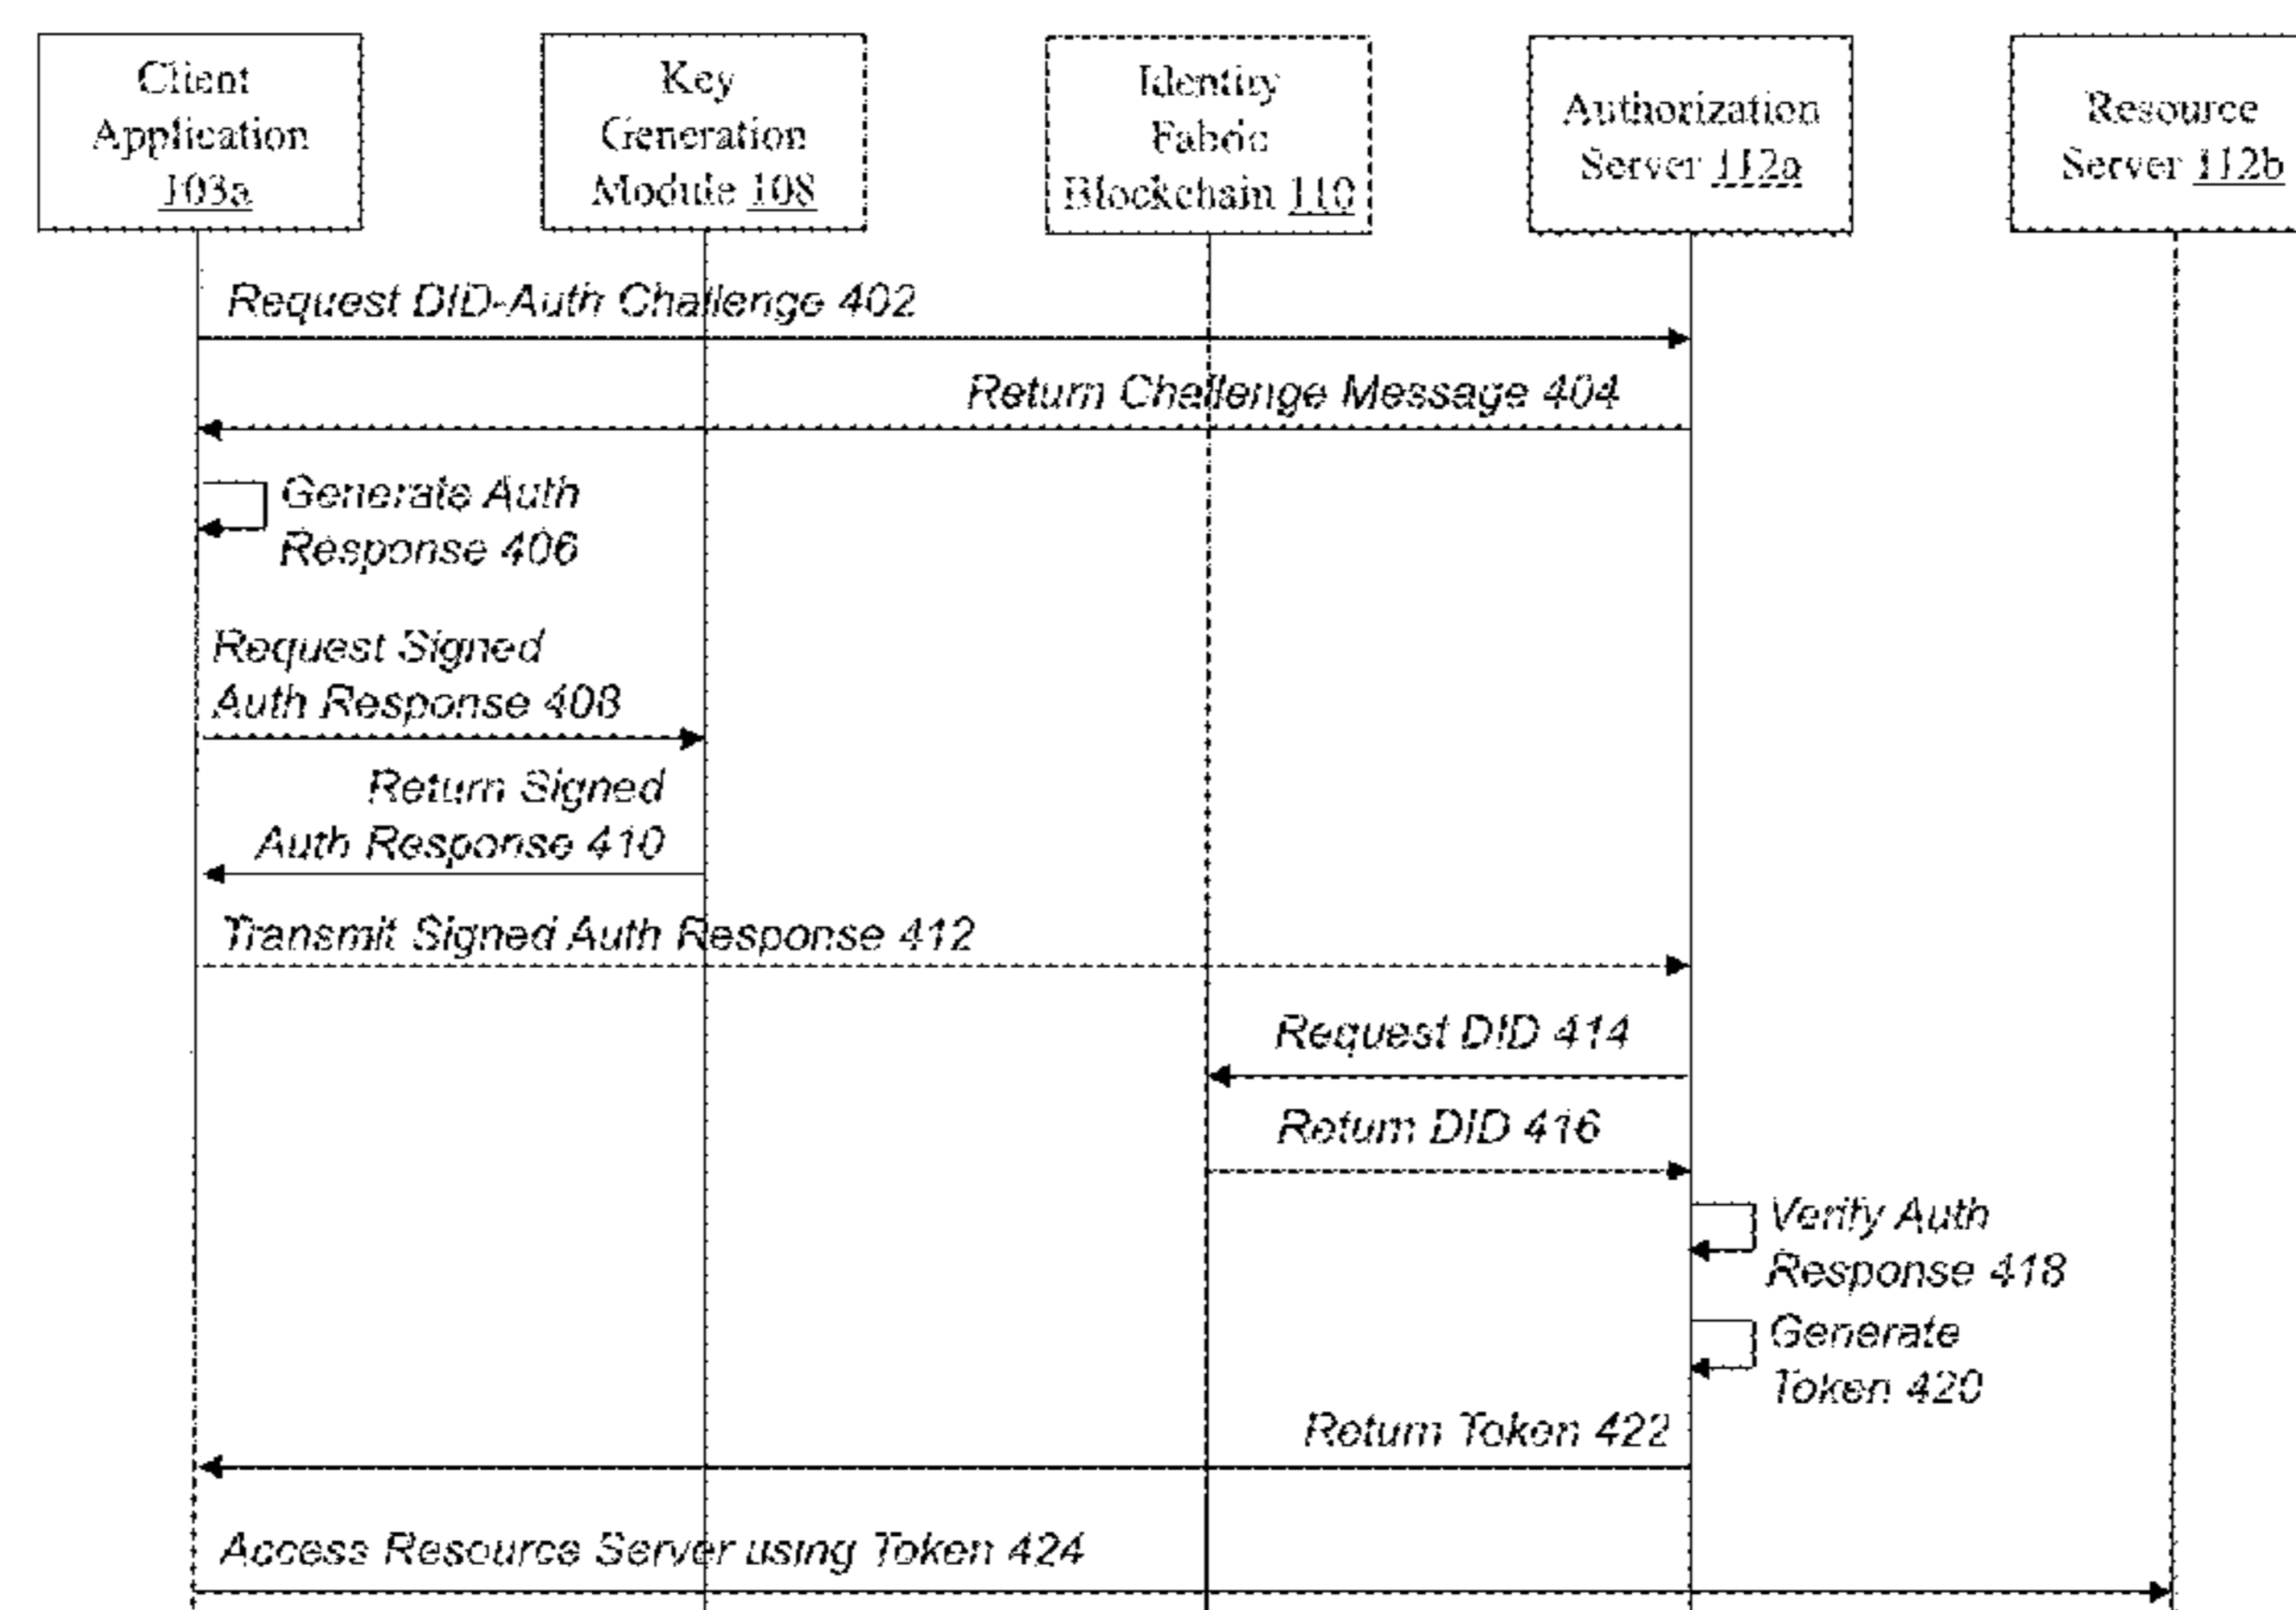 Client
Application
103a
Key
Generation
Module 108
Identity
Fabric
Blockchain 110
Authorization
Server 112a
Resource
Server 112b
Request DID-Auth Challenge 402
Return Challenge Message 404
Generate Auth
Response 406
Request Signed
Auth Response 408
Return Signed
Auth Response 410
Transmit Signed Auth Response 412
Request DID 414
Return DID 416
Verify Auth
Response 418
Generate
Token 420
Return Token 422
Access Resource Server using Token 424